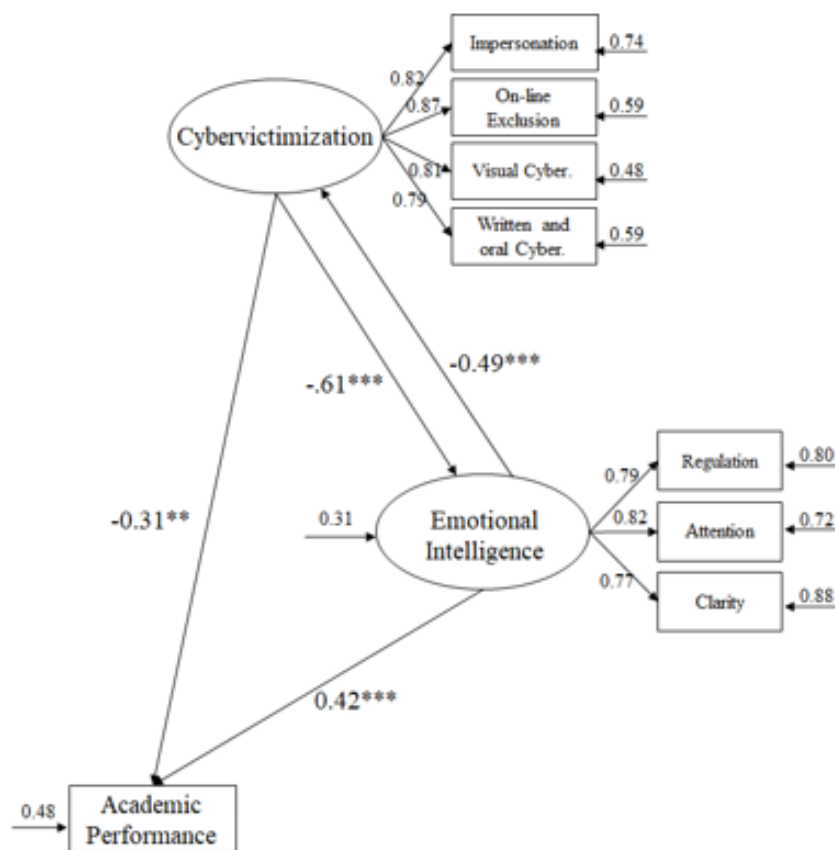 Impersonation
0.74
0.82
On-line
Exclusion
0.59
0.87
Cybervictimization
Visual Cyber.
0.48
0.81
0.79
Written and
oral Cyber.
0.59
-.61***
-0.49***
-0.31**
Regulation
0.80
0.79
0.31
Emotional
Intelligence
0.82
Attention
0.72
0.77
Clarity
0.88
0.42***
0.48
Academic
Performance